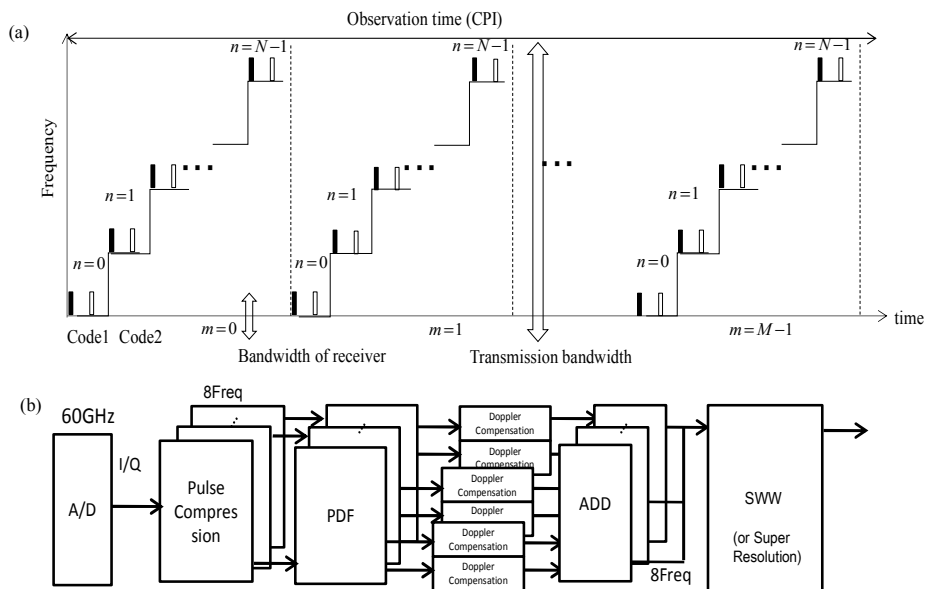 (a)
Observation time (CPI)
n=N−1
n=N−1
n=N−1
Frequency
n=1
n=1
n=1
n=0
n=0
n=0
Code1 Code2
m=0
m=1
m=M−1
time
Bandwidth of receiver
Transmission bandwidth
(b)
60GHz
8Freq
I/Q
A/D
Pulse
Compres
sion
PDF
Doppler
Compensation
Doppler
Compensation
Doppler
Compensation
Doppler
Doppler
Compensation
Doppler
Compensation
ADD
8Freq
SWW
(or Super
Resolution)